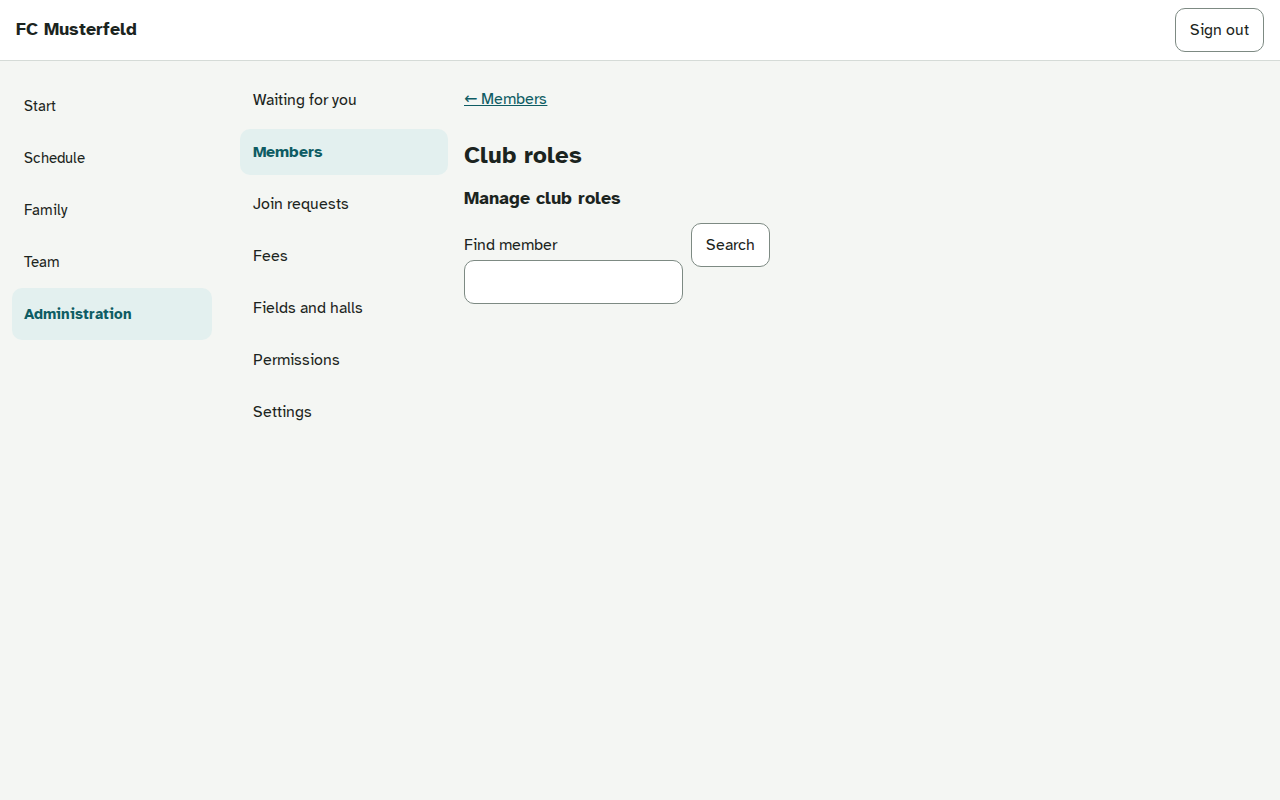 FC Musterfeld
Sign out
Start
Schedule
Family
Team
Administration
Waiting for you
Members
Join requests
Fees
Fields and halls
Permissions
Settings
← Members
Club roles
Manage club roles
Find member
Search